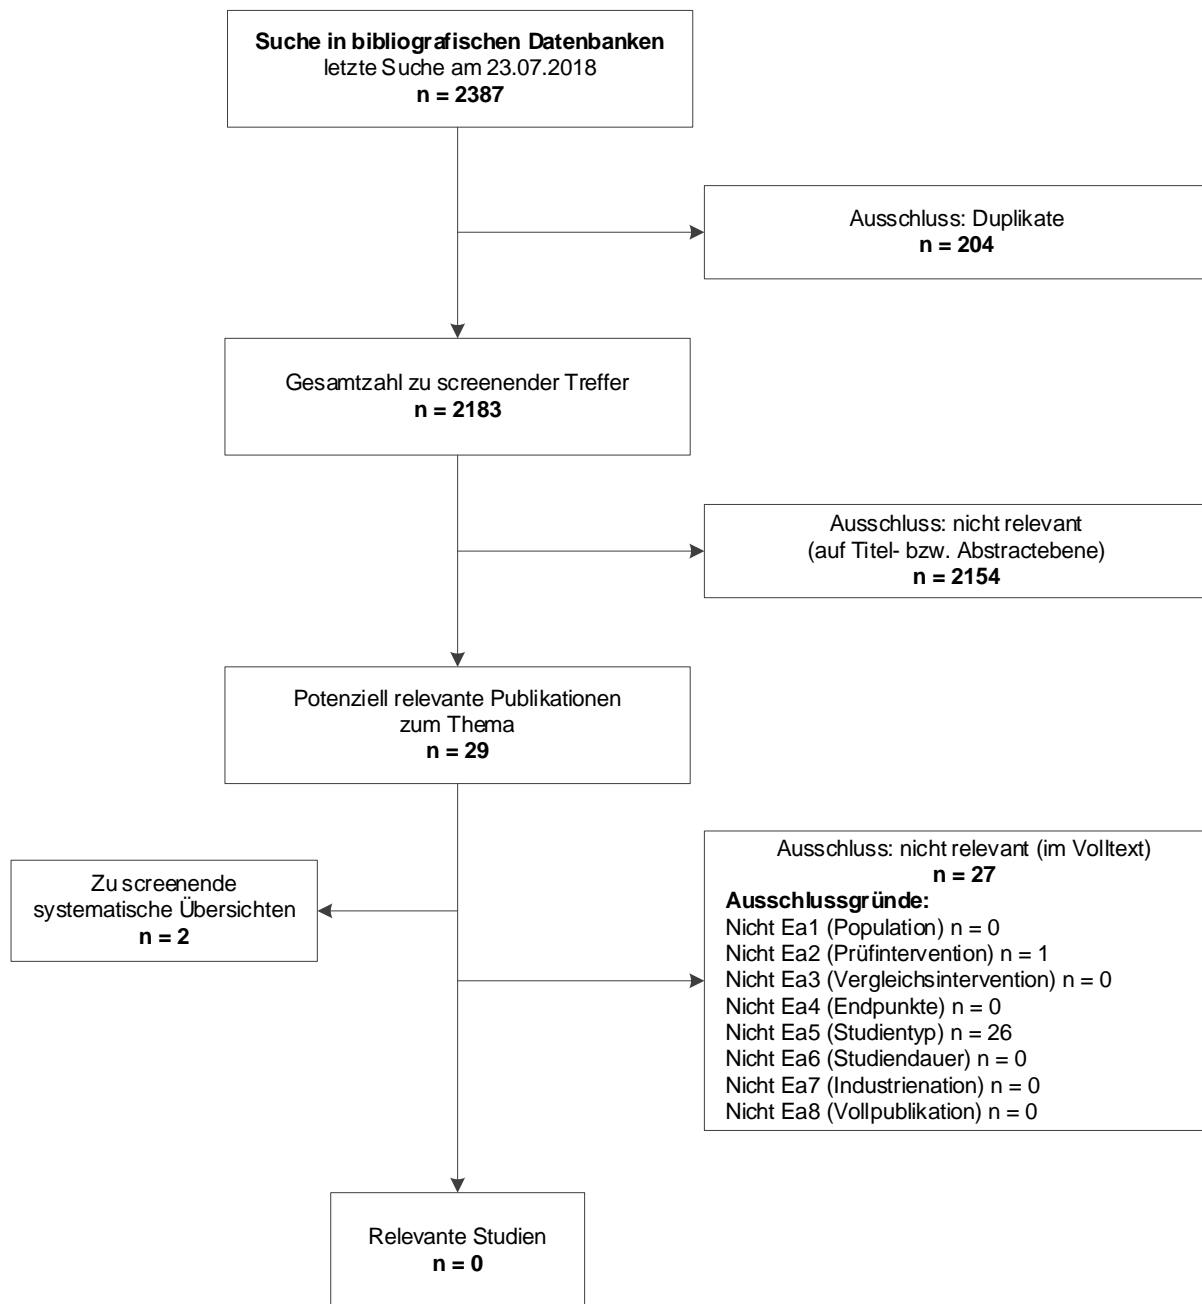 Suche in bibliografischen Datenbanken
letzte Suche am 23.07.2018
n = 2387
Ausschluss: Duplikate
n = 204
Gesamtzahl zu screenender Treffer
n = 2183
Ausschluss: nicht relevant
(auf Titel- bzw. Abstractebene)
n = 2154
Potenziell relevante Publikationen
zum Thema
n = 29
Zu screenende
systematische Übersichten
n = 2
Ausschluss: nicht relevant (im Volltext)
n = 27
Ausschlussgründe:
Nicht Ea1 (Population) n = 0
Nicht Ea2 (Prüfintervention) n = 1
Nicht Ea3 (Vergleichsintervention) n = 0
Nicht Ea4 (Endpunkte) n = 0
Nicht Ea5 (Studientyp) n = 26
Nicht Ea6 (Studiendauer) n = 0
Nicht Ea7 (Industrienation) n = 0
Nicht Ea8 (Vollpublikation) n = 0
Relevante Studien
n = 0